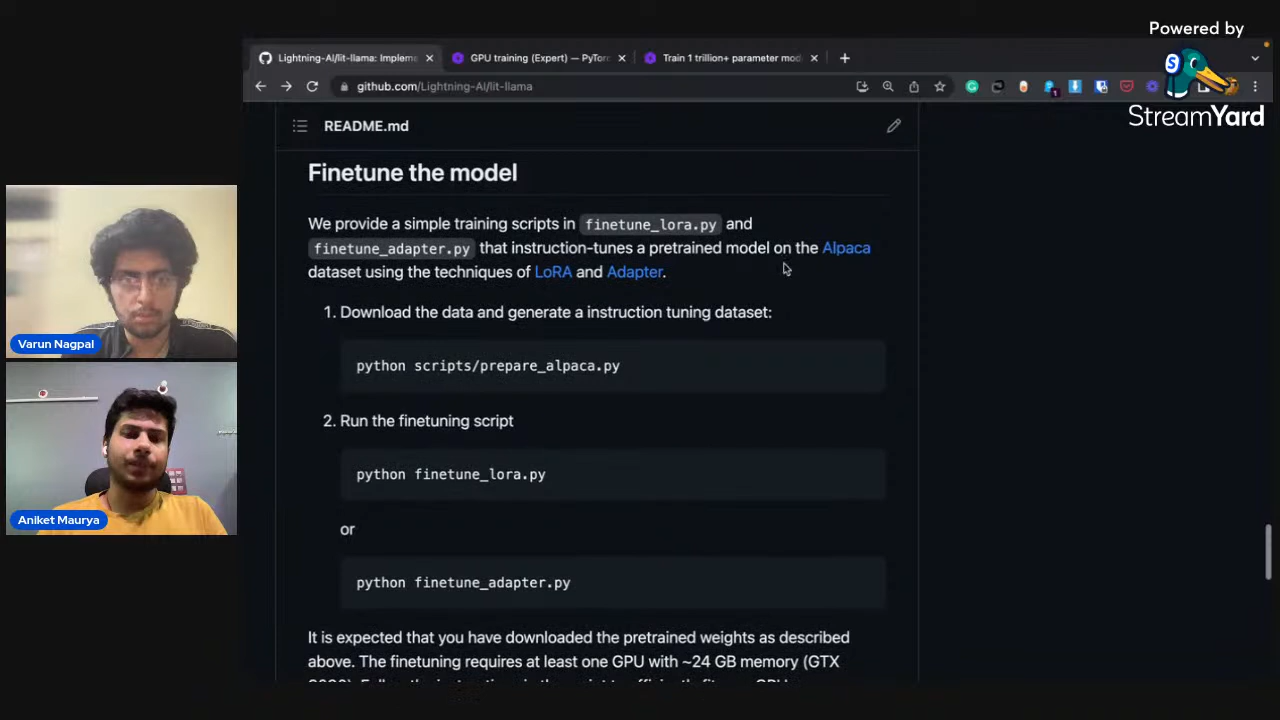 Powered by
StreamYard
Lightning-AI/lit-llama: Impleme
GPU training (Expert) — PyTorc
Train 1 trillion+ parameter mod
github.com/Lightning-AI/lit-llama
README.md
Finetune the model
We provide a simple training scripts in finetune_lora.py and
finetune_adapter.py that instruction-tunes a pretrained model on the Alpaca
dataset using the techniques of LoRA and Adapter.
1. Download the data and generate a instruction tuning dataset:
python scripts/prepare_alpaca.py
2. Run the finetuning script
python finetune_lora.py
or
python finetune_adapter.py
It is expected that you have downloaded the pretrained weights as described
above. The finetuning requires at least one GPU with ~24 GB memory (GTX
Varun Nagpal
Aniket Maurya